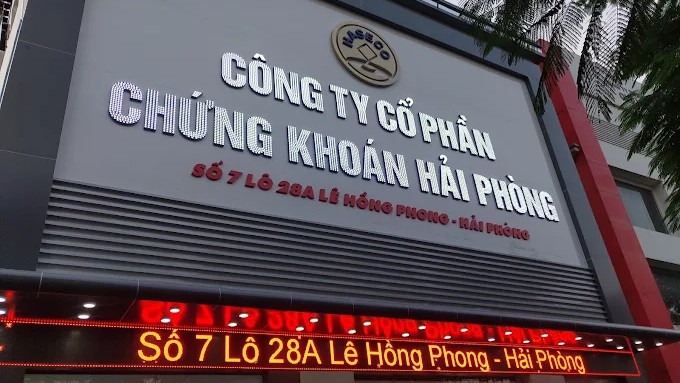 HASECO
CÔNG TY CỔ PHẦN
CHỨNG KHOÁN HẢI PHÒNG
SỐ 7 LÔ 28A LÊ HỒNG PHONG - HẢI PHÒNG
Số 7 Lô 28A Lê Hồng Phong - Hải Phòng